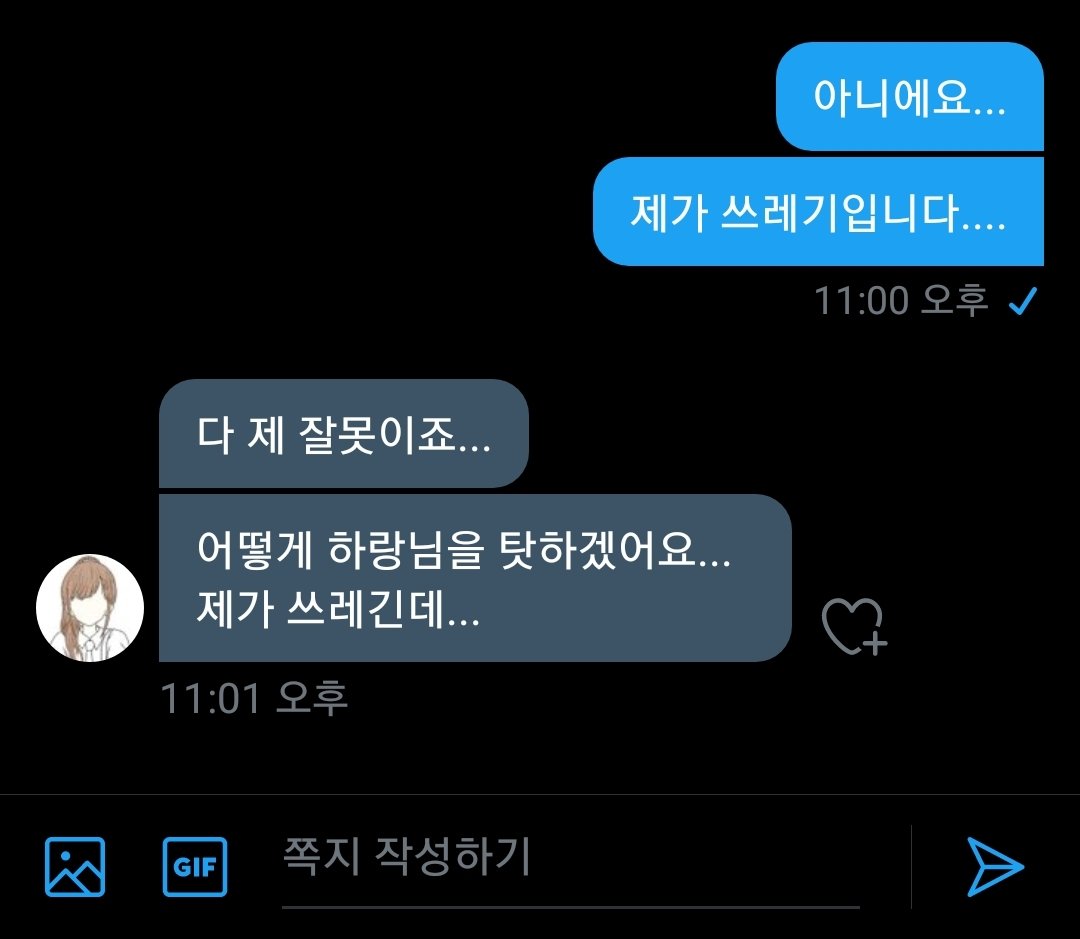 아니에요...
제가 쓰레기입니다....
11:00 오후
다 제 잘못이죠...
어떻게 하랑님을 탓하겠어요...
제가 쓰레긴데...
11:01 오후
GIF
쪽지 작성하기